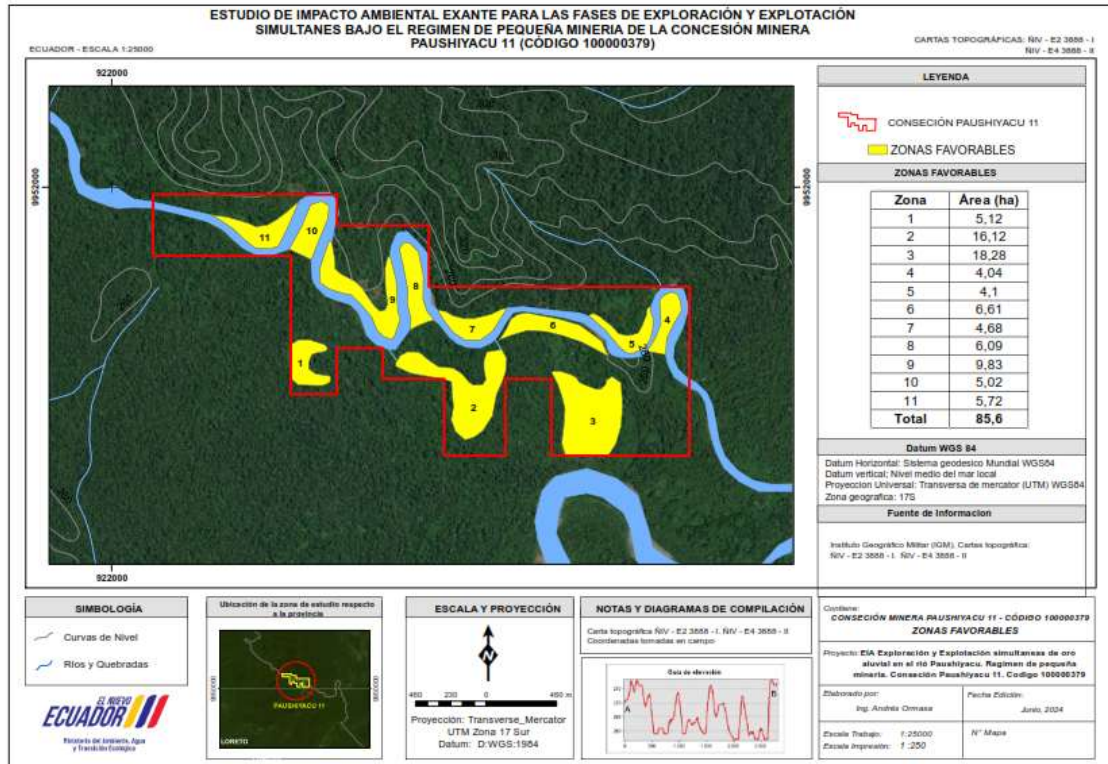 ESTUDIO DE IMPACTO AMBIENTAL EXANTE PARA LAS FASES DE EXPLORACIÓN Y EXPLOTACIÓN
SIMULTANES BAJO EL REGIMEN DE PEQUEÑA MINERIA DE LA CONCESIÓN MINERA
PAUSHIYACU 11 (CÓDIGO 100000379)
ECUADOR - ESCALA 1:25000
CARTAS TOPOGRÁFICAS: ÑIV - E2 3888 - I
ÑIV - E4 3888 - II
922000
9952000
9952000
11
10
9
8
7
6
5
4
1
2
3
922000
LEYENDA
CONSECIÓN PAUSHIYACU 11
ZONAS FAVORABLES
ZONAS FAVORABLES
Zona Área (ha)
1 5,12
2 16,12
3 18,28
4 4,04
5 4,1
6 6,61
7 4,68
8 6,09
9 9,83
10 5,02
11 5,72
Total 85,6
Datum WGS 84
Datum Horizontal: Sistema geodesico Mundial WGS84
Datum vertical: Nivel medio del mar local
Proyeccion Universal: Transversa de mercator (UTM) WGS84
Zona geografica: 17S
Fuente de Informacion
Instituto Geográfico Militar (IGM), Cartas topográfica:
ÑIV - E2 3888 - I. ÑIV - E4 3888 - II
SIMBOLOGÍA
Curvas de Nivel
Ríos y Quebradas
EL NUEVO
ECUADOR
Ministerio del Ambiente, Agua
y Transición Ecológica
Ubicación de la zona de estudio respecto
a la provincia
PAUSHIYACU 11
LORETO
ESCALA Y PROYECCIÓN
N
460 230 0 460 m
Proyección: Transverse_Mercator
UTM Zona 17 Sur
Datum: D:WGS:1984
NOTAS Y DIAGRAMAS DE COMPILACIÓN
Carta topográfica ÑIV - E2 3888 - I. ÑIV - E4 3888 - II
Coordenadas tomadas en campo
A
B
Contiene:
CONSECIÓN MINERA PAUSHIYACU 11 - CÓDIGO 100000379
ZONAS FAVORABLES
Proyecto: EIA Exploración y Explotación simultaneas de oro
aluvial en el rió Paushiyacu. Regimen de pequeña
minería. Conseción Paushiyacu 11. Codigo 100000379
Elaborado por:
Ing. Andrés Ormasa
Fecha Edición:
Junio, 2024
Escala Trabajo: 1:25000
Escala Impresión: 1 :250
N° Mapa